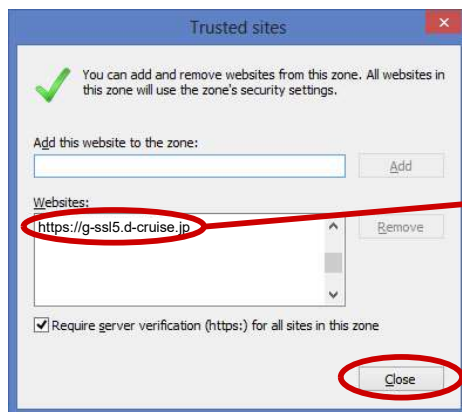 Trusted sites
You can add and remove websites from this zone. All websites in
this zone will use the zone's security settings.
Add this website to the zone:
Add
Websites:
https://g-ssl5.d-cruise.jp
Remove
Require server verification (https:) for all sites in this zone
Close